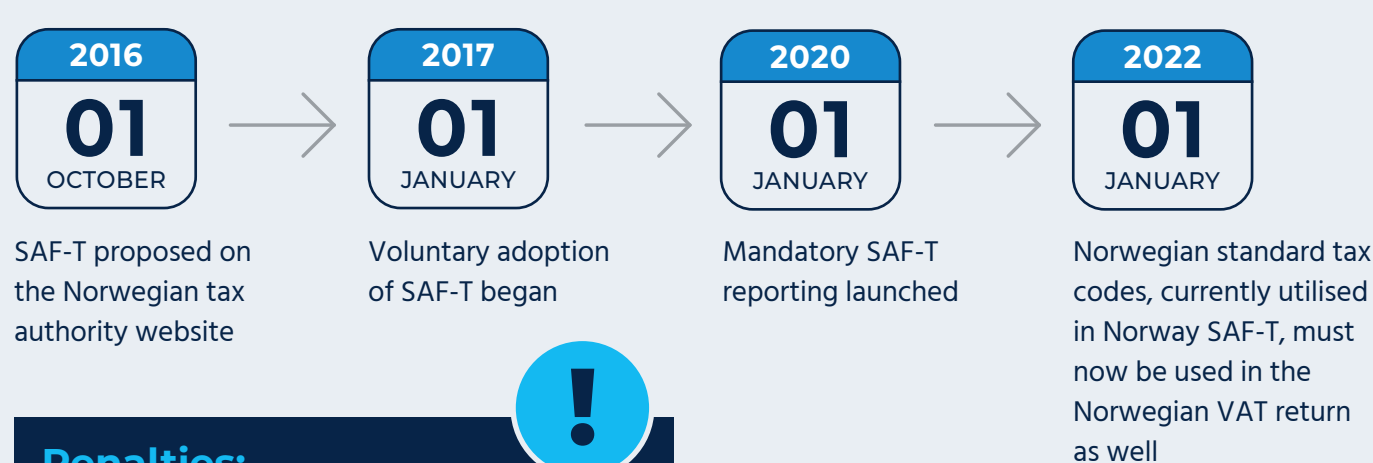 2016
01
OCTOBER
SAF-T proposed on
the Norwegian tax
authority website
2017
01
JANUARY
Voluntary adoption
of SAF-T began
2020
01
JANUARY
Mandatory SAF-T
reporting launched
2022
01
JANUARY
Norwegian standard tax
codes, currently utilised
in Norway SAF-T, must
now be used in the
Norwegian VAT return
as well
!
Penalties: